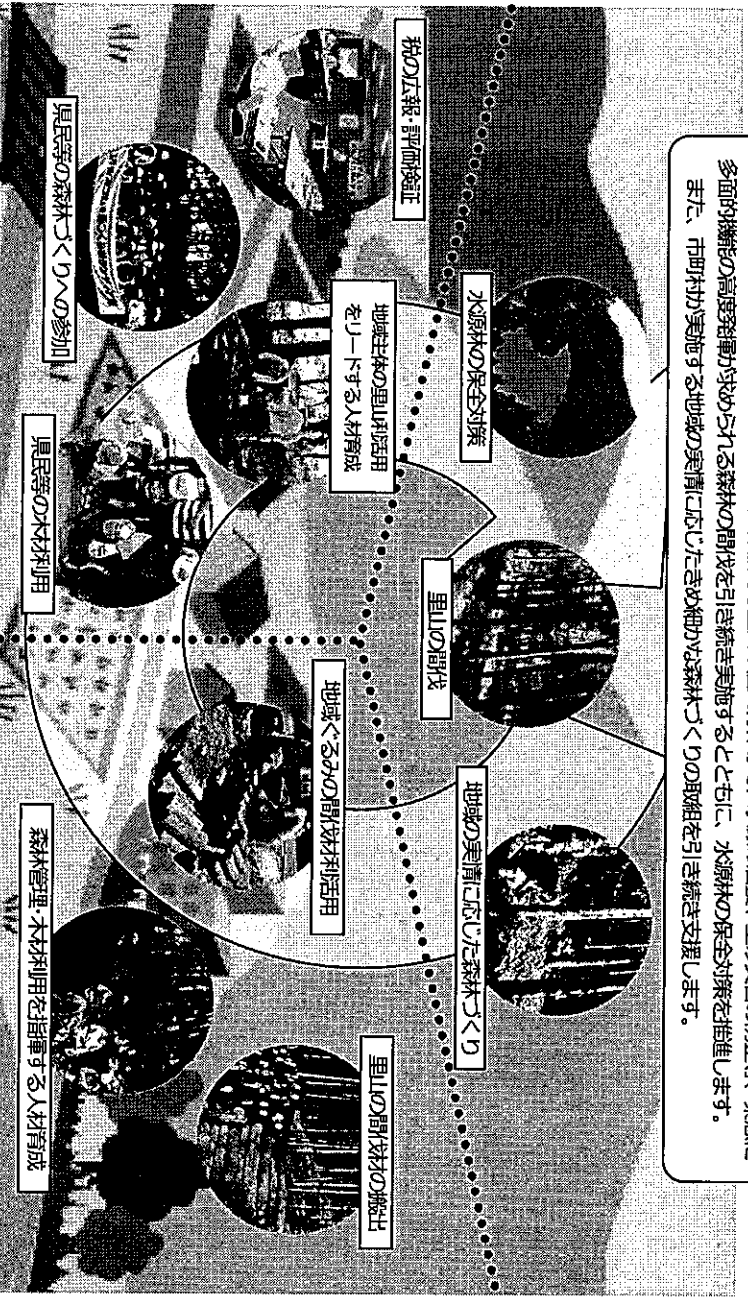 多面的機能の高度発揮が求められる森林の間伐を引き続き実施するとともに、水源林の保全対策を推進します。
また、市町村が実施する地域の実情に応じたきめ細かな森林づくりの取組を引き続き支援します。
水源林の保全対策
里山の間伐
地域の実情に応じた森林づくり
里山の間伐材の搬出
税の広報・評価検証
地域主体の里山利活用
をリードする人材育成
地域ぐるみの間伐材利活用
県民等の森林づくりへの参加
県民等の木材利用
森林管理・木材利用を指揮する人材育成